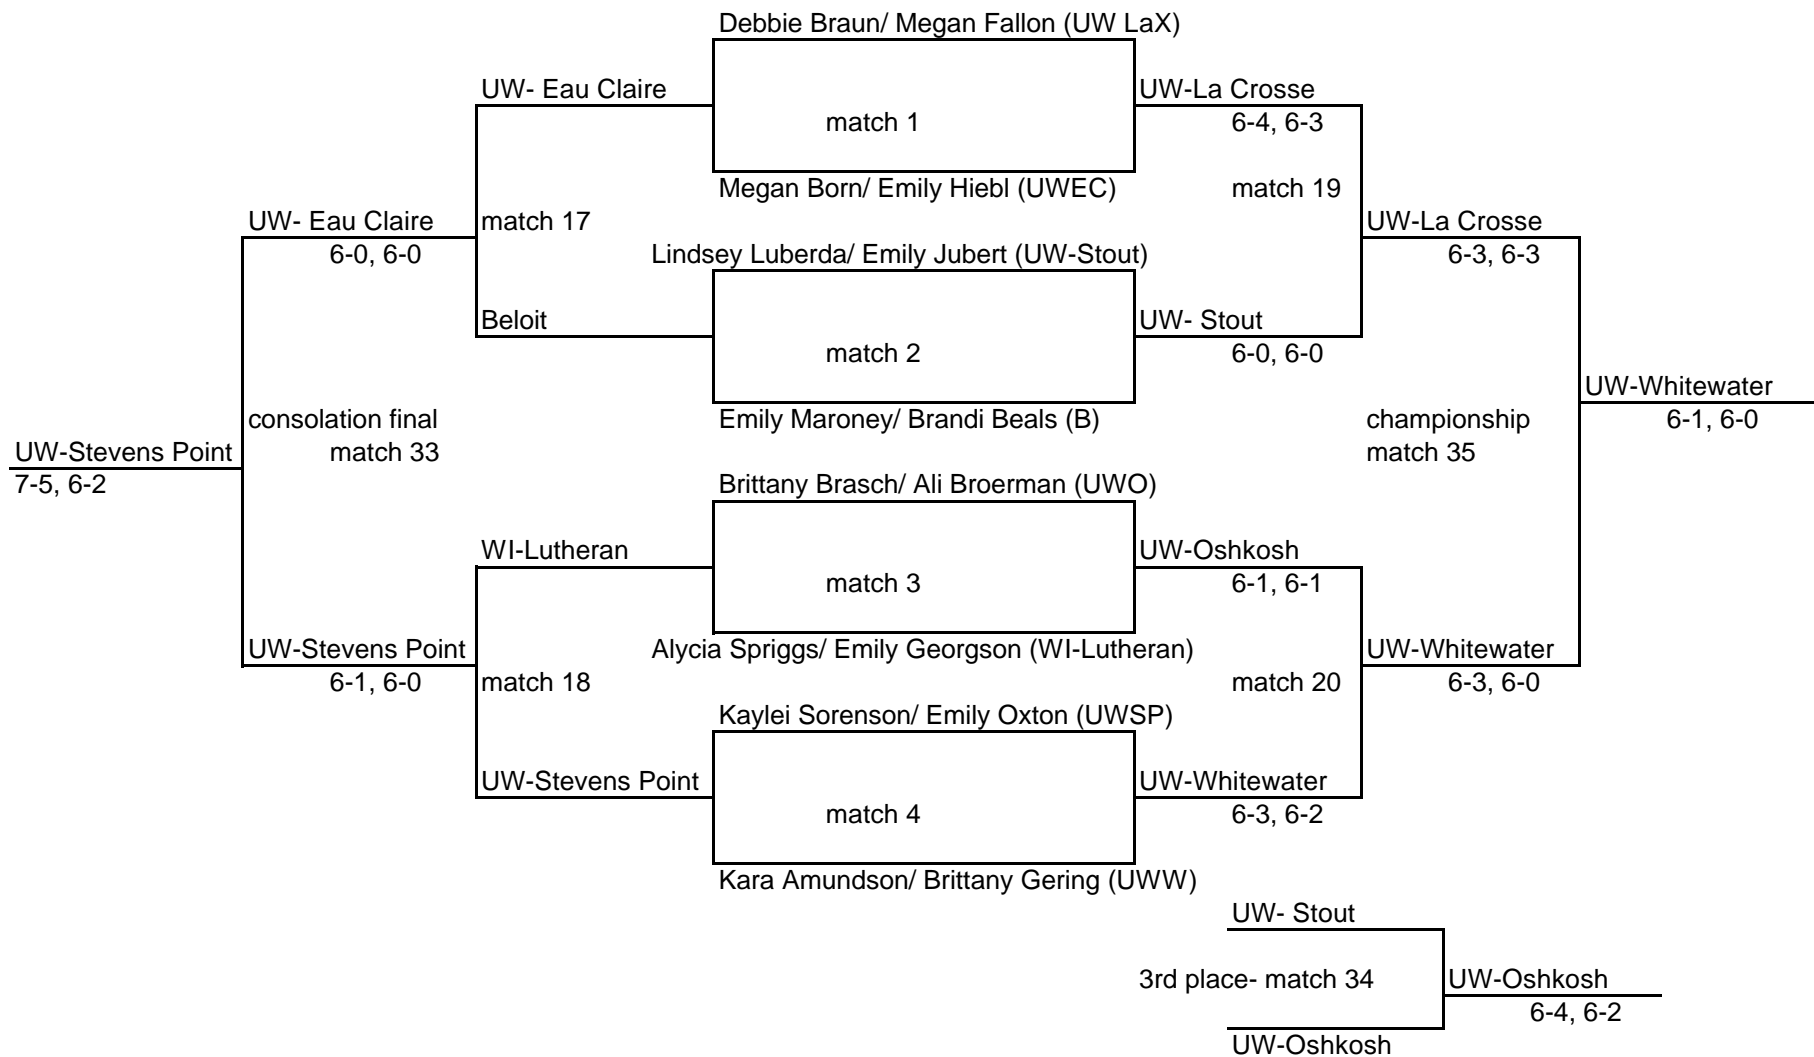 Debbie Braun/ Megan Fallon (UW LaX)
UW- Eau Claire
UW-La Crosse
match 1
6-4, 6-3
Megan Born/ Emily Hiebl (UWEC)
match 19
UW- Eau Claire
match 17
UW-La Crosse
6-0, 6-0
Lindsey Luberda/ Emily Jubert (UW-Stout)
6-3, 6-3
Beloit
UW- Stout
match 2
6-0, 6-0
UW-Whitewater
consolation final
Emily Maroney/ Brandi Beals (B)
championship
6-1, 6-0
UW-Stevens Point
match 33
match 35
7-5, 6-2
Brittany Brasch/ Ali Broerman (UWO)
WI-Lutheran
UW-Oshkosh
match 3
6-1, 6-1
UW-Stevens Point
Alycia Spriggs/ Emily Georgson (WI-Lutheran)
UW-Whitewater
6-1, 6-0
match 18
match 20
6-3, 6-0
Kaylei Sorenson/ Emily Oxton (UWSP)
UW-Stevens Point
UW-Whitewater
match 4
6-3, 6-2
Kara Amundson/ Brittany Gering (UWW)
UW- Stout
3rd place- match 34
UW-Oshkosh
6-4, 6-2
UW-Oshkosh